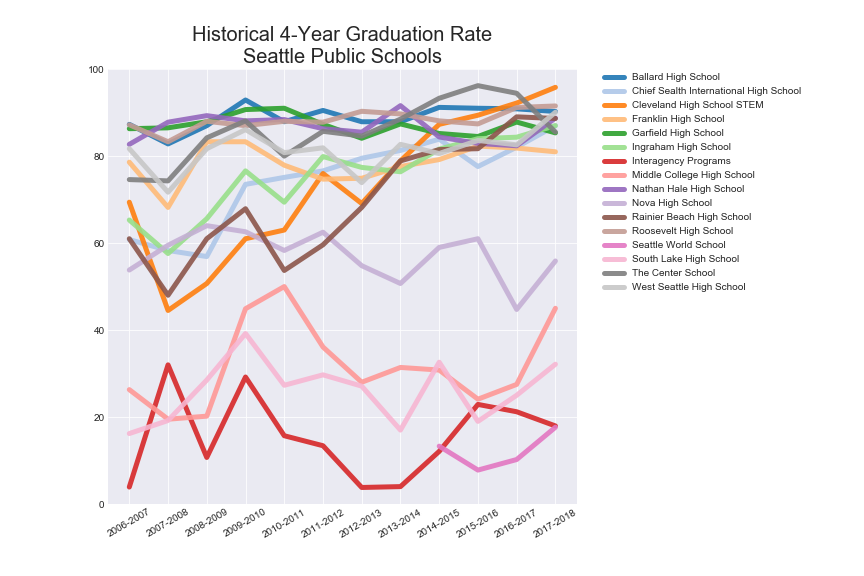 Historical 4-Year Graduation Rate
Seattle Public Schools
100
80
60
40
20
0
2006-2007
2007-2008
2008-2009
2009-2010
2010-2011
2011-2012
2012-2013
2013-2014
2014-2015
2015-2016
2016-2017
2017-2018
Ballard High School
Chief Sealth International High School
Cleveland High School STEM
Franklin High School
Garfield High School
Ingraham High School
Interagency Programs
Middle College High School
Nathan Hale High School
Nova High School
Rainier Beach High School
Roosevelt High School
Seattle World School
South Lake High School
The Center School
West Seattle High School